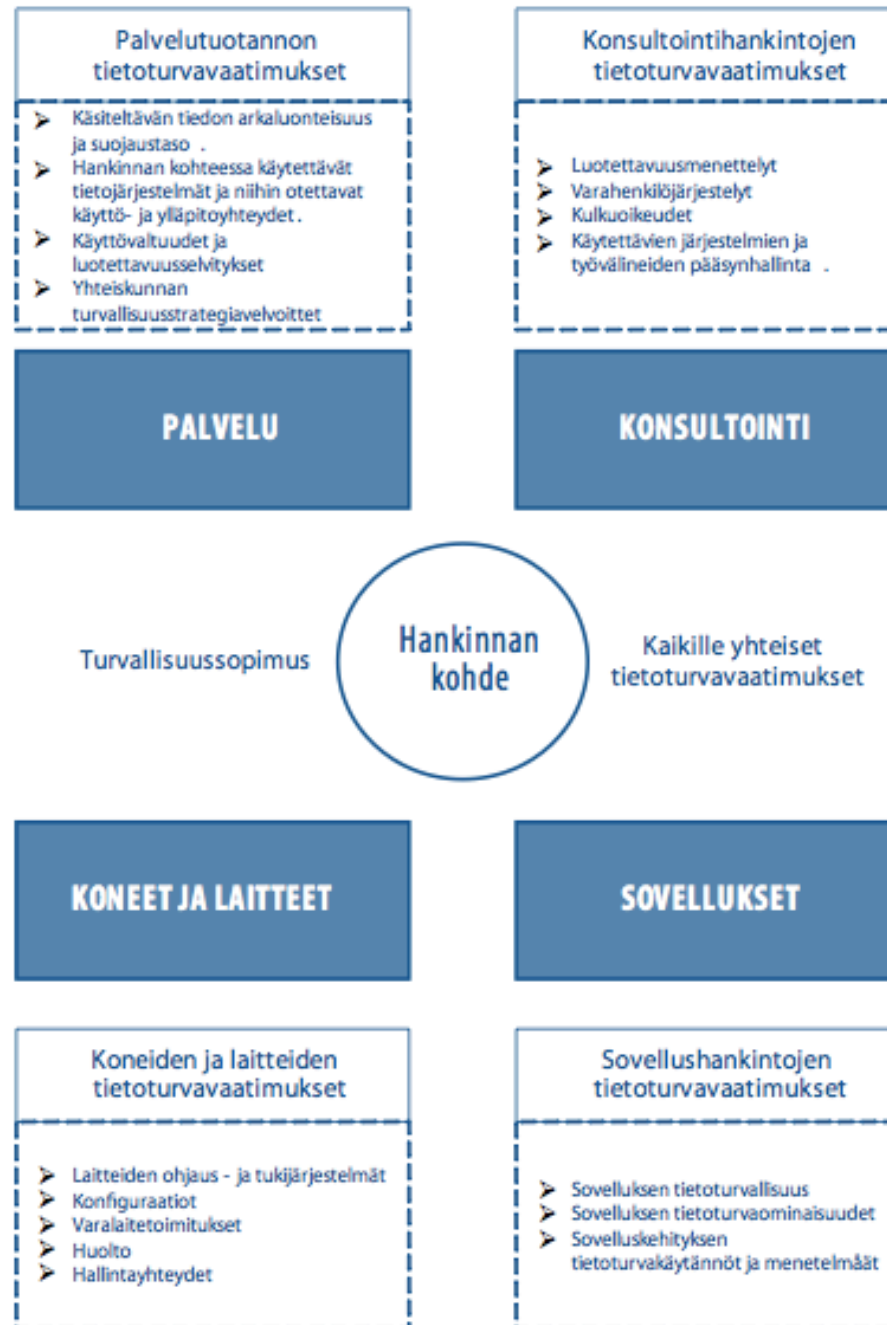 Palvelutuotannon
tietoturvavaatimukset
➢ Käsiteltävän tiedon arkaluonteisuus
ja suojaustaso .
➢ Hankinnan kohteessa käytettävät
tietojärjestelmät ja niihin otettavat
käyttö- ja ylläpitoyhteydet .
➢ Käyttövaltuudet ja
luotettavuusselvitykset
➢ Yhteiskunnan
turvallisuusstrategiavelvoittet
PALVELU
Konsultointihankintojen
tietoturvavaatimukset
➢ Luotettavuusmenettelyt
➢ Varahenkilöjärjestelyt
➢ Kulkuoikeudet
➢ Käytettävien järjestelmien ja
työvälineiden pääsynhallinta .
KONSULTOINTI
Turvallisuussopimus
Hankinnan
kohde
Kaikille yhteiset
tietoturvavaatimukset
KONEET JA LAITTEET
Koneiden ja laitteiden
tietoturvavaatimukset
➢ Laitteiden ohjaus - ja tukijärjestelmät
➢ Konfiguraatiot
➢ Varalaitetoimitukset
➢ Huolto
➢ Hallintayhteydet
SOVELLUKSET
Sovellushankintojen
tietoturvavaatimukset
➢ Sovelluksen tietoturvallisuus
➢ Sovelluksen tietoturvaominaisuudet
➢ Sovelluskehityksen
tietoturvakäytännöt ja menetelmåät